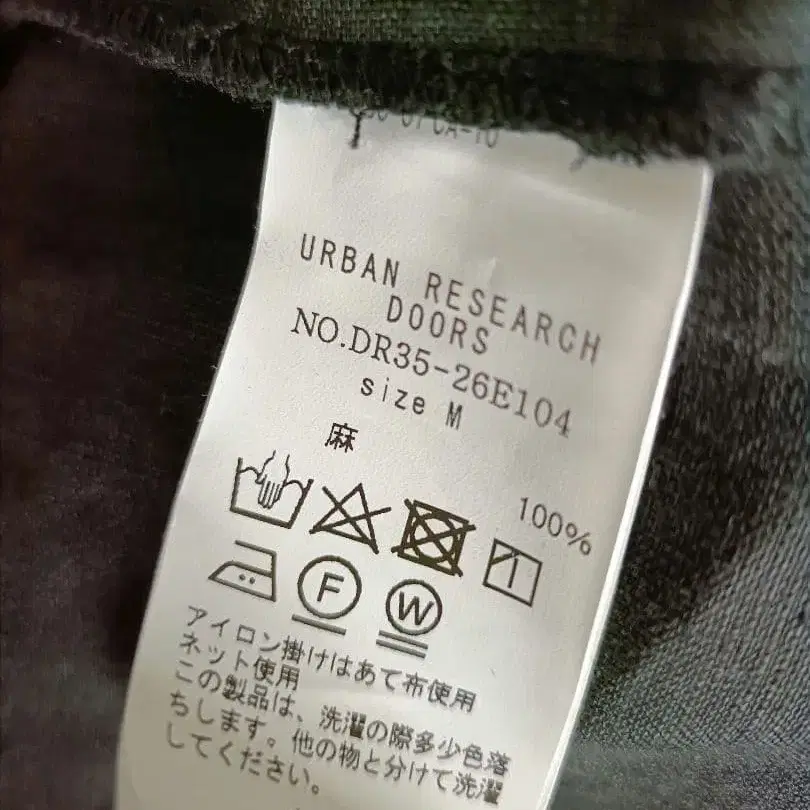 URBAN RESEARCH
DOORS
NO.DR35-26E104
size M
麻
100%
F W
アイロン掛けはあて布使用
ネット使用
この製品は、洗濯の際多少色落
ちします。他の物と分けて洗濯
してください。